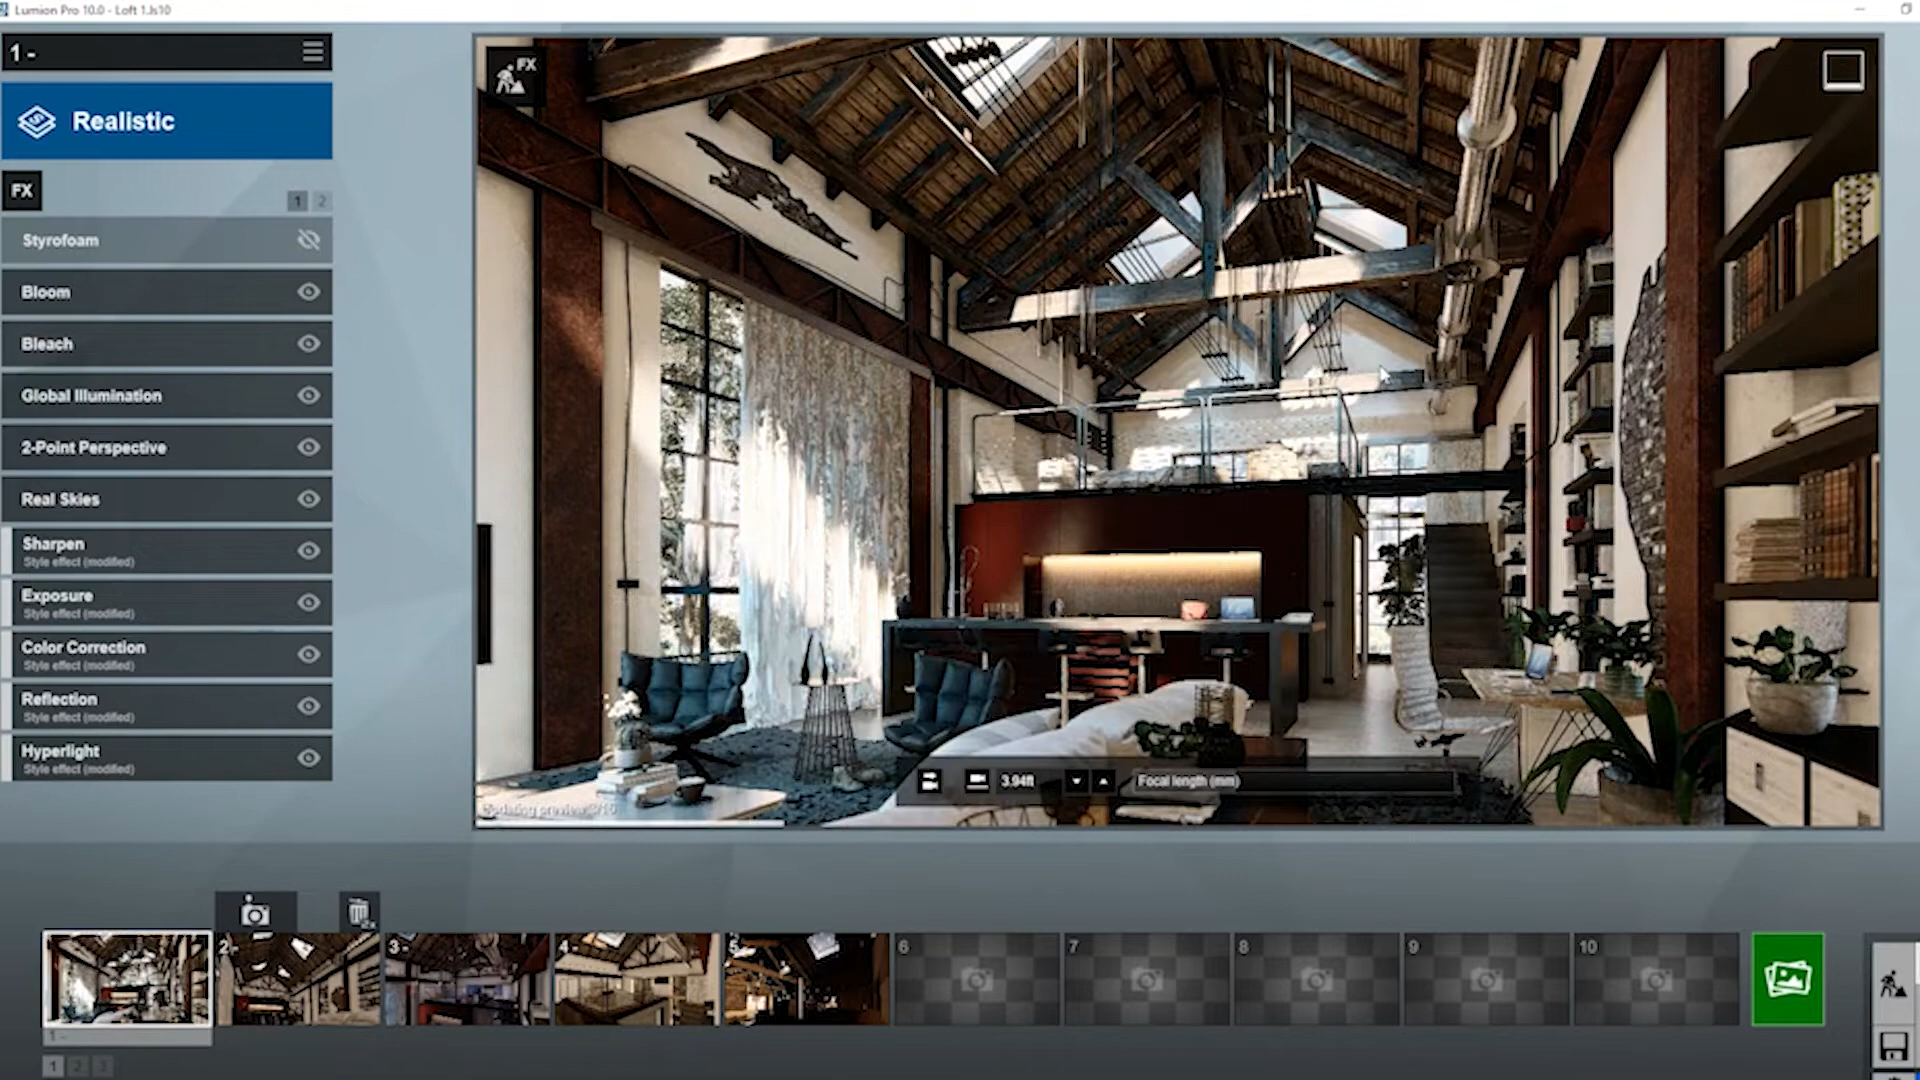 Lumion Pro 10.0 - Loft 1.ls10
1 -
Realistic
FX
1 2
Styrofoam
Bloom
Bleach
Global Illumination
2-Point Perspective
Real Skies
Sharpen
Style effect (modified)
Exposure
Style effect (modified)
Color Correction
Style effect (modified)
Reflection
Style effect (modified)
Hyperlight
Style effect (modified)
FX
3.94ft
Focal length (mm)
2 -
3 -
4 -
5 -
6
7
8
9
10
1 -
1 2 3